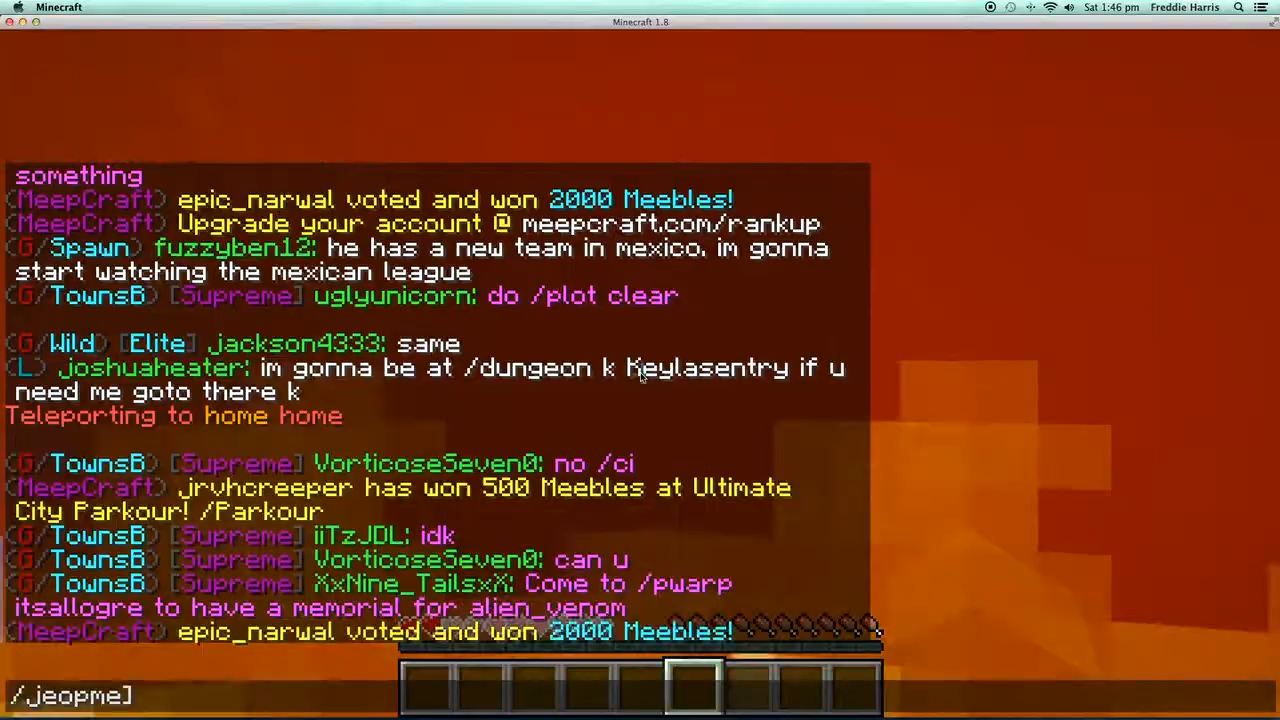 Minecraft
Sat 1:46 pm
Freddie Harris
Minecraft 1.8
something
(MeepCraft) epic_narwal voted and won 2000 Meebles!
(MeepCraft) Upgrade your account @ meepcraft.com/rankup
(G/Spawn) fuzzyben12: he has a new team in mexico. im gonna
start watching the mexican league
(G/TownsB) [Supreme] uglyunicorn: do /plot clear
(G/Wild) [Elite] jackson4333: same
(L) joshuaheater: im gonna be at /dungeon k Keylasentry if u
need me goto there k
Teleporting to home home
(G/TownsB) [Supreme] VorticoseSeven0: no /ci
(MeepCraft) jrvhcreeper has won 500 Meebles at Ultimate
City Parkour! /Parkour
(G/TownsB) [Supreme] iiTzJDL: idk
(G/TownsB) [Supreme] VorticoseSeven0: can u
(G/TownsB) [Supreme] XxNine_TailsxX: Come to /pwarp
itsallogre to have a memorial for alien_venom
(MeepCraft) epic_narwal voted and won 2000 Meebles!
/.jeopme]